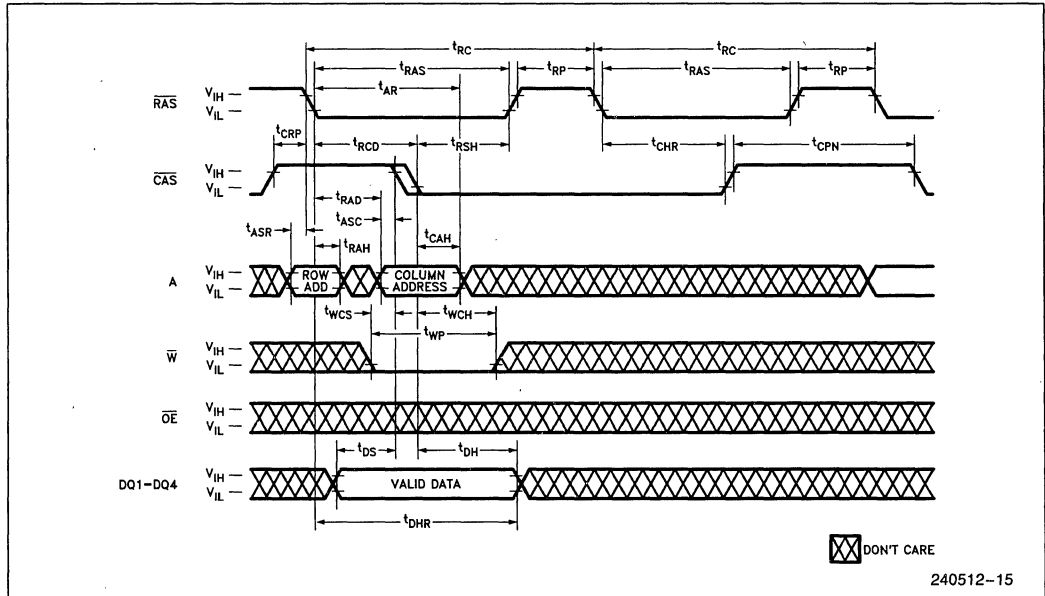 tRC tRC
tRAS tRP tRAS tRP
tAR
RAS VIH
VIL
tCRP tRCD tRSH tCHR tCPN
CAS VIH
VIL
tRAD
tASC
tASR tRAH tCAH
A VIH
VIL
ROW ADD
COLUMN ADDRESS
tWCS tWCH
tWP
W VIH
VIL
OE VIH
VIL
tDS tDH
DQ1-DQ4 VIH
VIL
VALID DATA
tDHR
DON'T CARE
240512-15